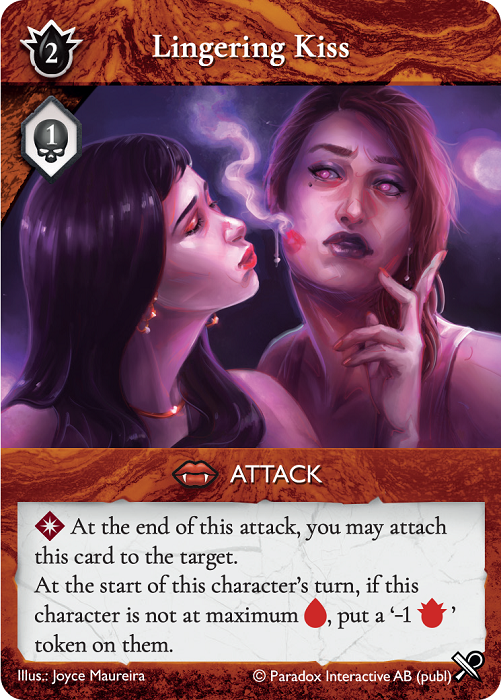 2
Lingering Kiss
1
ATTACK
At the end of this attack, you may attach
this card to the target.
At the start of this character's turn, if this
character is not at maximum , put a ‘-1 ’
token on them.
Illus.: Joyce Maureira © Paradox Interactive AB (publ)